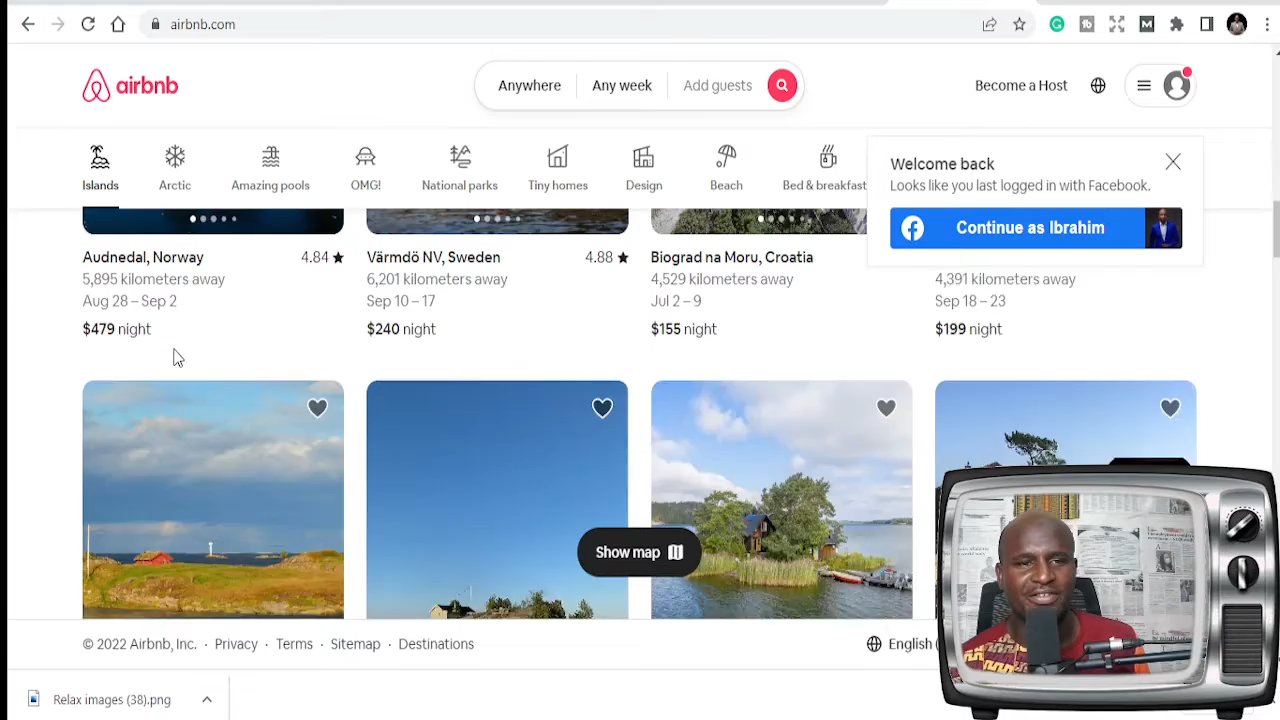 airbnb.com
airbnb
Anywhere
Any week
Add guests
Become a Host
Islands
Arctic
Amazing pools
OMG!
National parks
Tiny homes
Design
Beach
Bed & breakfast
Welcome back
Looks like you last logged in with Facebook.
Continue as Ibrahim
Audnedal, Norway 4.84 ★
5,895 kilometers away
Aug 28 – Sep 2
$479 night
Värmdö NV, Sweden 4.88 ★
6,201 kilometers away
Sep 10 – 17
$240 night
Biograd na Moru, Croatia
4,529 kilometers away
Jul 2 – 9
$155 night
4,391 kilometers away
Sep 18 – 23
$199 night
Show map
© 2022 Airbnb, Inc. · Privacy · Terms · Sitemap · Destinations
English (
Relax images (38).png